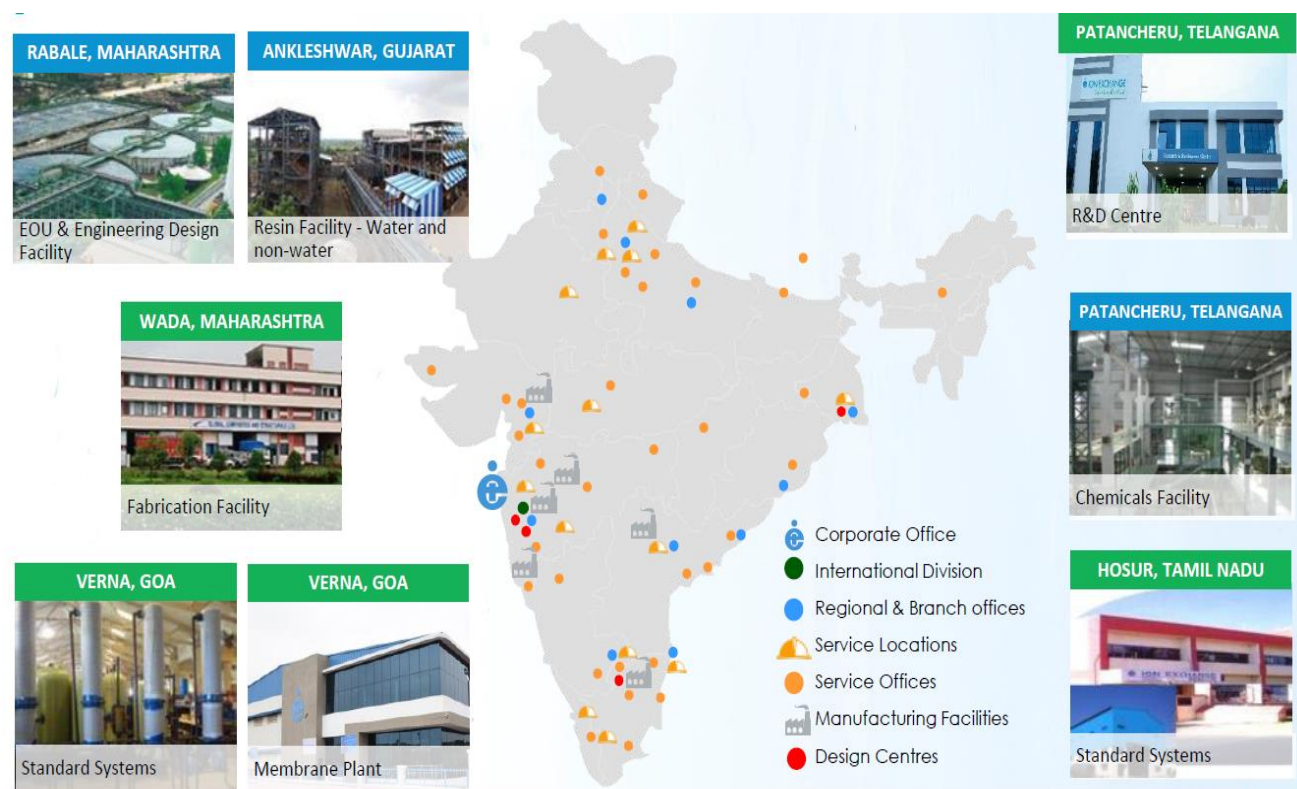 RABALE, MAHARASHTRA
EOU & Engineering Design
Facility
ANKLESHWAR, GUJARAT
Resin Facility - Water and
non-water
WADA, MAHARASHTRA
Fabrication Facility
VERNA, GOA
Standard Systems
VERNA, GOA
Membrane Plant
Corporate Office
International Division
Regional & Branch offices
Service Locations
Service Offices
Manufacturing Facilities
Design Centres
PATANCHERU, TELANGANA
R&D Centre
PATANCHERU, TELANGANA
Chemicals Facility
HOSUR, TAMIL NADU
ION EXCHANGE
Standard Systems